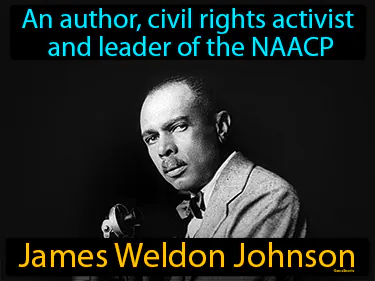 An author, civil rights activist
and leader of the NAACP
James Weldon Johnson